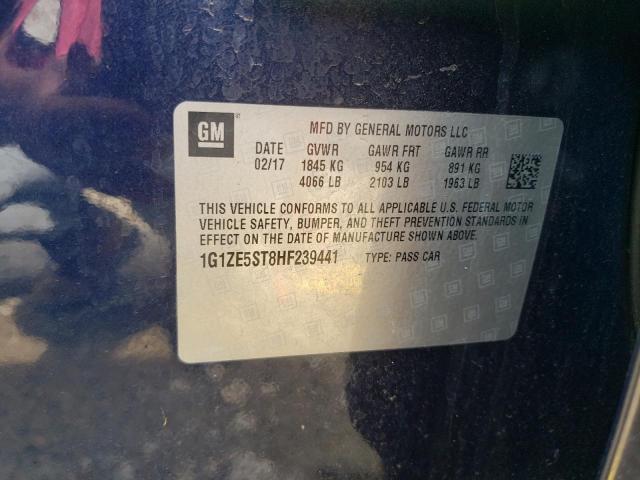 GM
MFD BY GENERAL MOTORS LLC
DATE GVWR GAWR FRT GAWR RR
02/17 1845 KG 954 KG 891 KG
4066 LB 2103 LB 1963 LB
THIS VEHICLE CONFORMS TO ALL APPLICABLE U.S. FEDERAL MOTOR
VEHICLE SAFETY, BUMPER, AND THEFT PREVENTION STANDARDS IN
EFFECT ON THE DATE OF MANUFACTURE SHOWN ABOVE.
1G1ZE5ST8HF239441 TYPE: PASS CAR